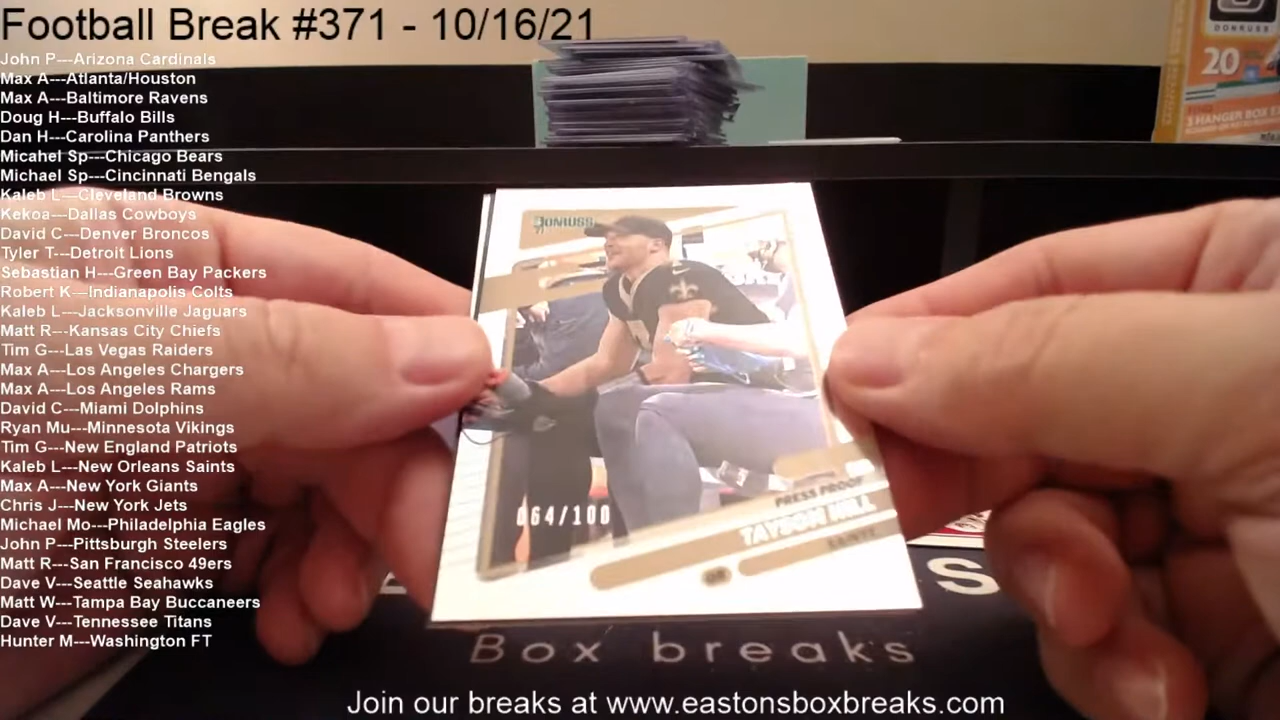 Football Break #371 - 10/16/21
John P---Arizona Cardinals
Max A---Atlanta/Houston
Max A---Baltimore Ravens
Doug H---Buffalo Bills
Dan H---Carolina Panthers
Micahel Sp---Chicago Bears
Michael Sp---Cincinnati Bengals
Kaleb L---Cleveland Browns
Kekoa---Dallas Cowboys
David C---Denver Broncos
Tyler T---Detroit Lions
Sebastian H---Green Bay Packers
Robert K---Indianapolis Colts
Kaleb L---Jacksonville Jaguars
Matt R---Kansas City Chiefs
Tim G---Las Vegas Raiders
Max A---Los Angeles Chargers
Max A---Los Angeles Rams
David C---Miami Dolphins
Ryan Mu---Minnesota Vikings
Tim G---New England Patriots
Kaleb L---New Orleans Saints
Max A---New York Giants
Chris J---New York Jets
Michael Mo---Philadelphia Eagles
John P---Pittsburgh Steelers
Matt R---San Francisco 49ers
Dave V---Seattle Seahawks
Matt W---Tampa Bay Buccaneers
Dave V---Tennessee Titans
Hunter M---Washington FT
DONRUSS
20
HANGER BOX
DONRUSS
064/100
PRESS PROOF
TAYSOM HILL
SAINTS
QB
S
Box breaks
Join our breaks at www.eastonsboxbreaks.com